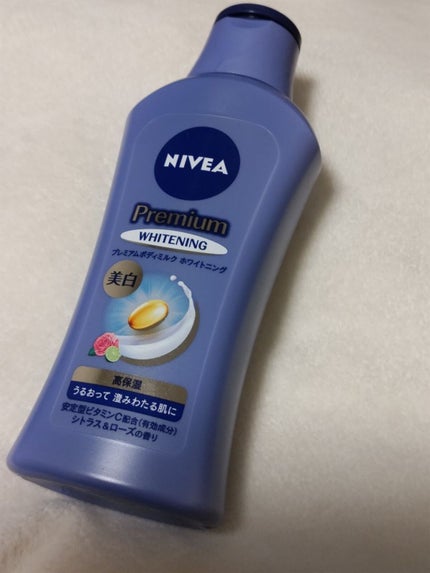 NIVEA
Premium
WHITENING
プレミアムボディミルク ホワイトニング
美白
高保湿
うるおって 澄みわたる肌に
安定型ビタミンC配合(有効成分)
シトラス&ローズの香り